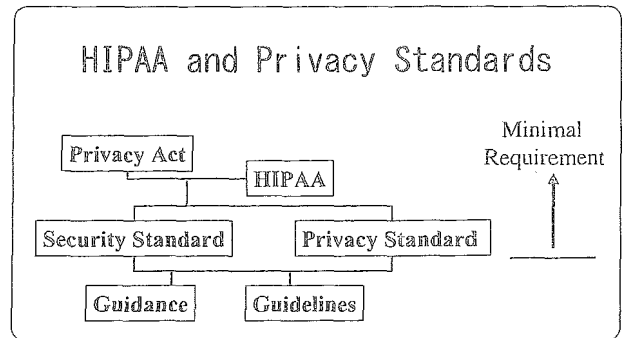 HIPAA and Privacy Standards
Minimal
Requirement
Privacy Act
HIPAA
Security Standard
Privacy Standard
Guidance
Guidelines